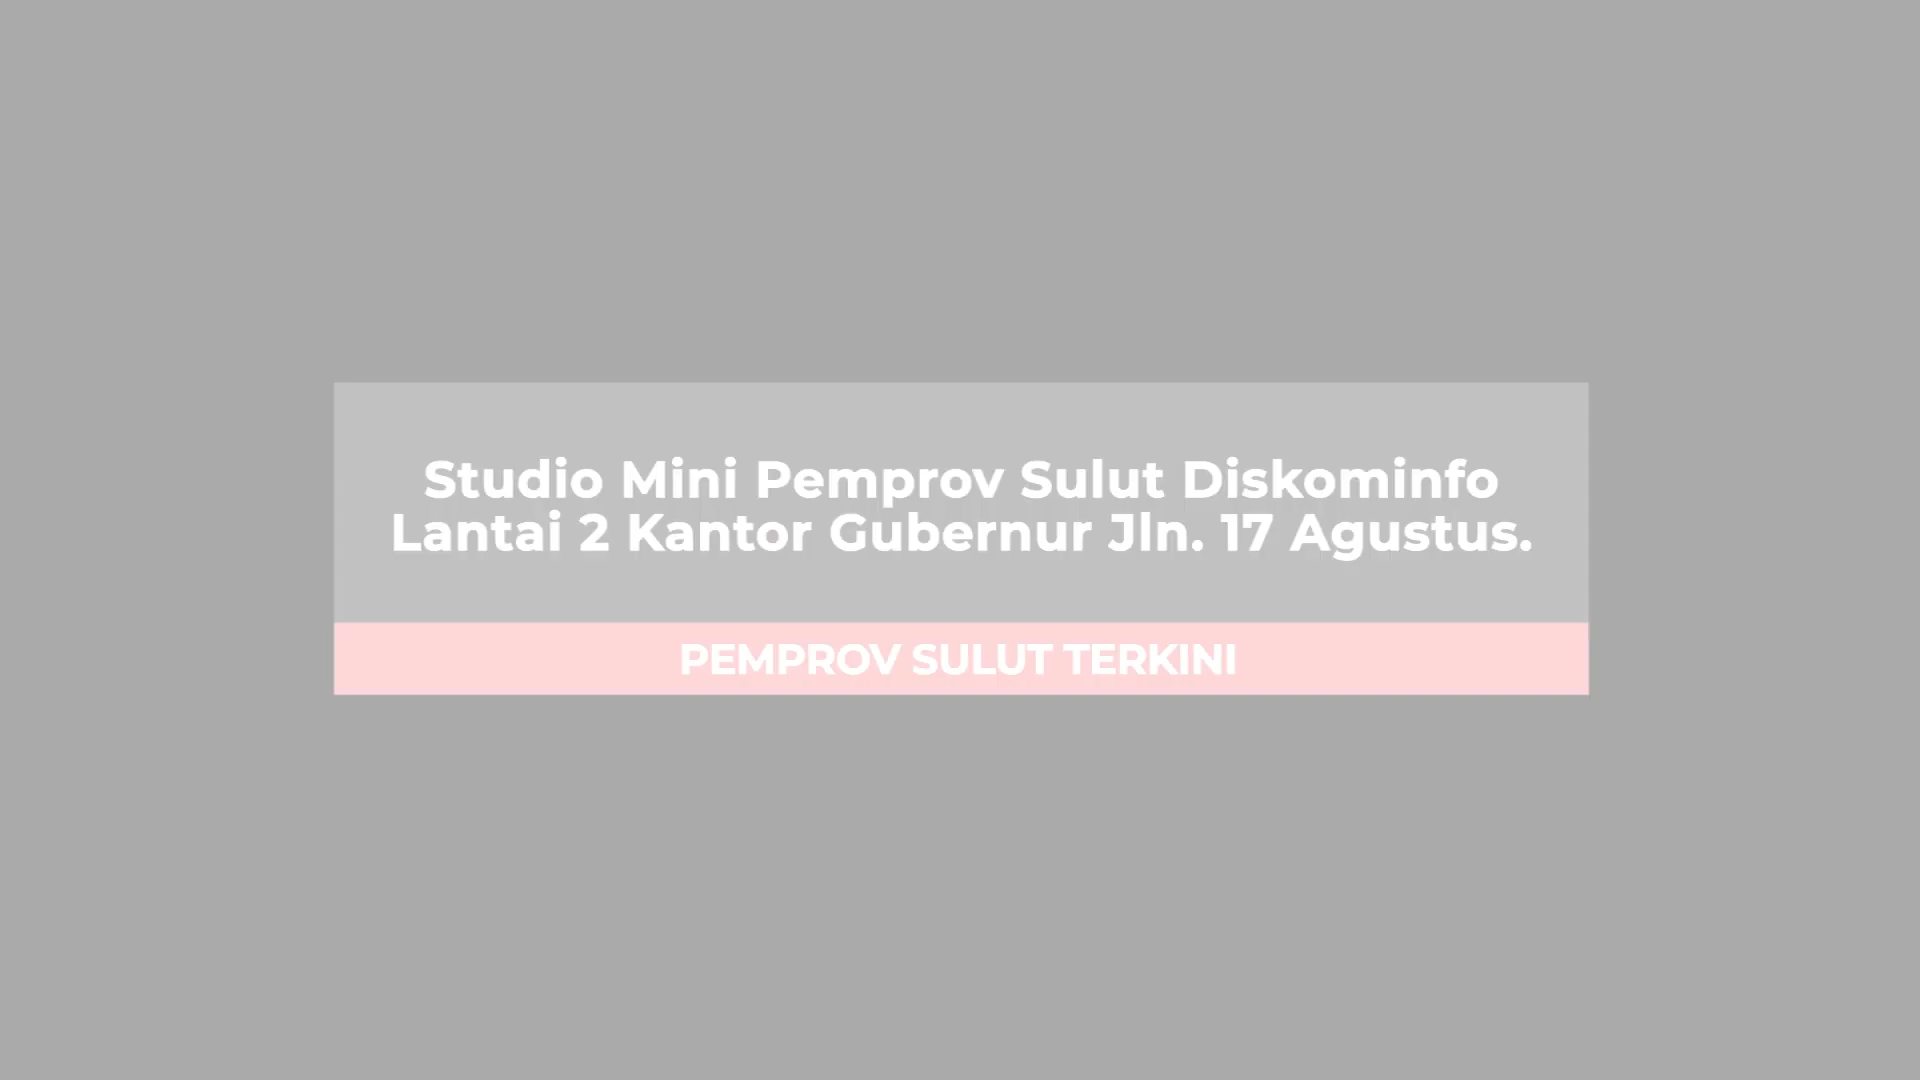 Studio Mini Pemprov Sulut Diskominfo
Lantai 2 Kantor Gubernur Jln. 17 Agustus.
PEMPROV SULUT TERKINI